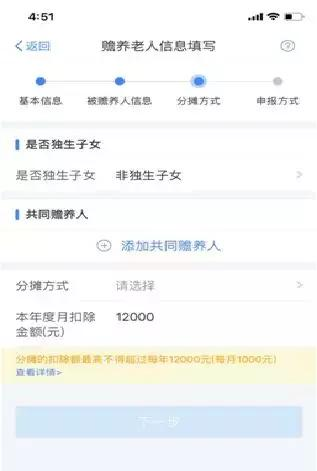 4:51
返回
赡养老人信息填写
基本信息
被赡养人信息
分摊方式
申报方式
是否独生子女
是否独生子女 非独生子女
共同赡养人
添加共同赡养人
分摊方式 请选择
本年度月扣除 12000
金额(元)
分摊的扣除额最高不得超过每年12000元(每月1000元)
查看详情>
下一步